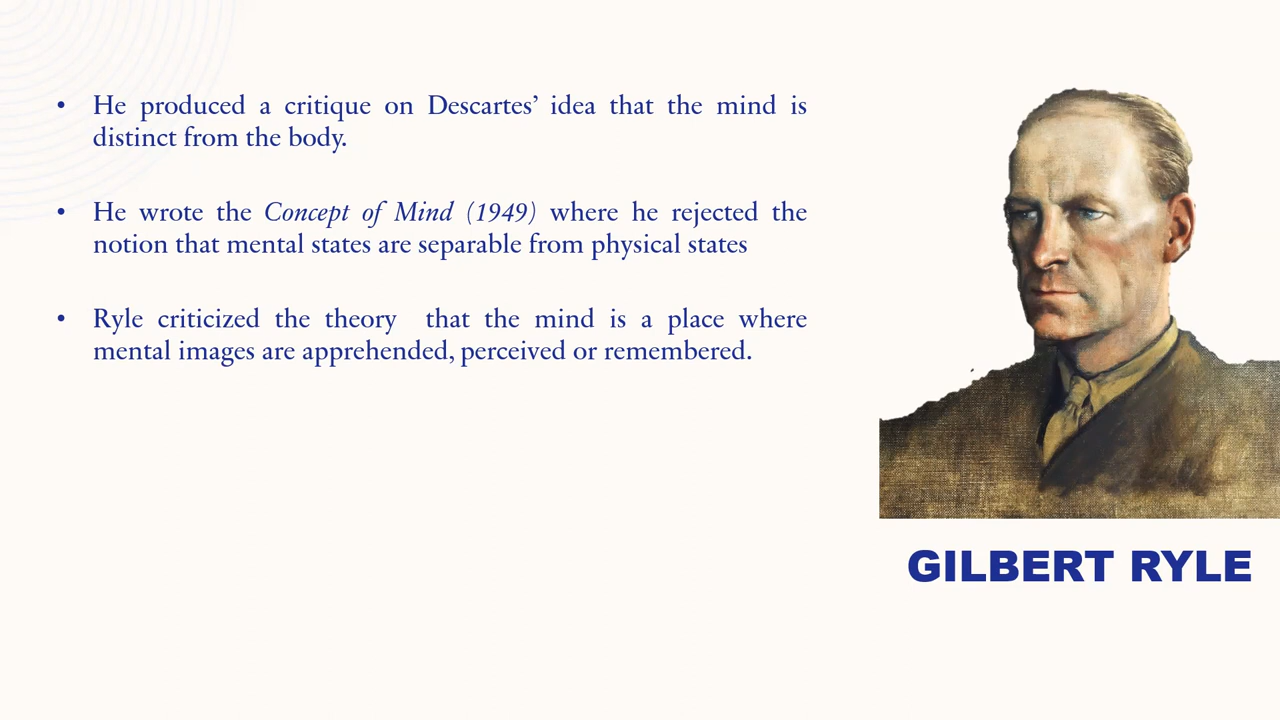 • He produced a critique on Descartes’ idea that the mind is
distinct from the body.
• He wrote the Concept of Mind (1949) where he rejected the
notion that mental states are separable from physical states
• Ryle criticized the theory  that the mind is a place where
mental images are apprehended, perceived or remembered.
GILBERT RYLE